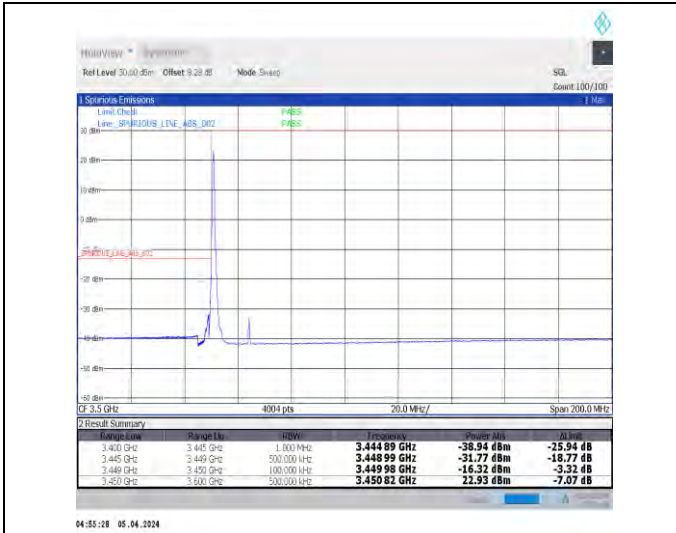 MultiView Spectrum
Ref Level 30.00 dBm Offset 9.28 dB Mode Sweep SGL
Count 100/100
1 Spurious Emissions 1 Max
Limit Check PASS
Line _SPURIOUS_LINE_ABS_002 PASS
30 dBm
20 dBm
10 dBm
0 dBm
_SPURIOUS_LINE_ABS_002
-20 dBm
-30 dBm
-40 dBm
-50 dBm
-60 dBm
CF 3.5 GHz 4004 pts 20.0 MHz/ Span 200.0 MHz
2 Result Summary
Range Low Range Up RBW Frequency Power Abs ΔLimit
3.400 GHz 3.445 GHz 1.000 MHz 3.444 89 GHz -38.94 dBm -25.94 dB
3.445 GHz 3.449 GHz 500.000 kHz 3.448 99 GHz -31.77 dBm -18.77 dB
3.449 GHz 3.450 GHz 100.000 kHz 3.449 98 GHz -16.32 dBm -3.32 dB
3.450 GHz 3.600 GHz 500.000 kHz 3.450 82 GHz 22.93 dBm -7.07 dB
04:55:28 05.04.2024